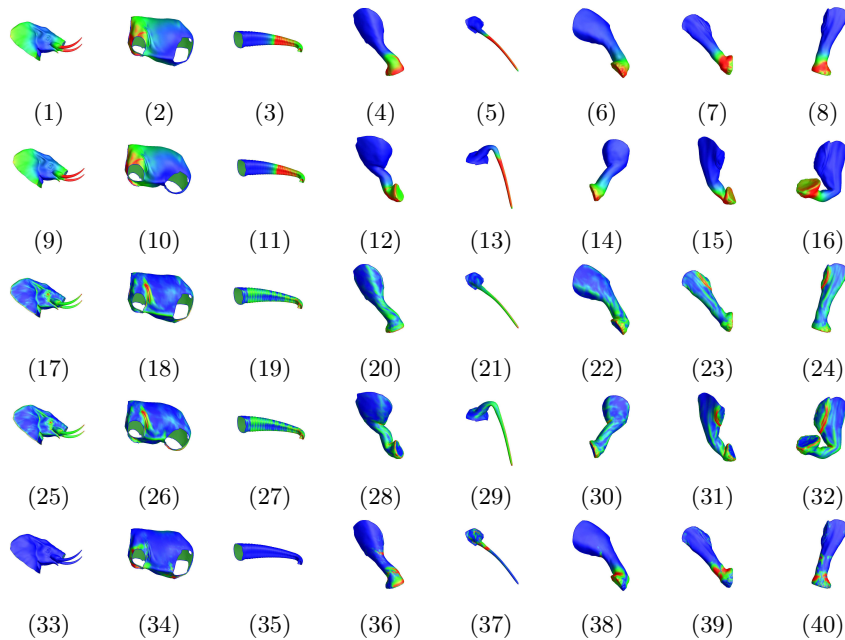 (1) (2) (3) (4) (5) (6) (7) (8)
(9) (10) (11) (12) (13) (14) (15) (16)
(17) (18) (19) (20) (21) (22) (23) (24)
(25) (26) (27) (28) (29) (30) (31) (32)
(33) (34) (35) (36) (37) (38) (39) (40)